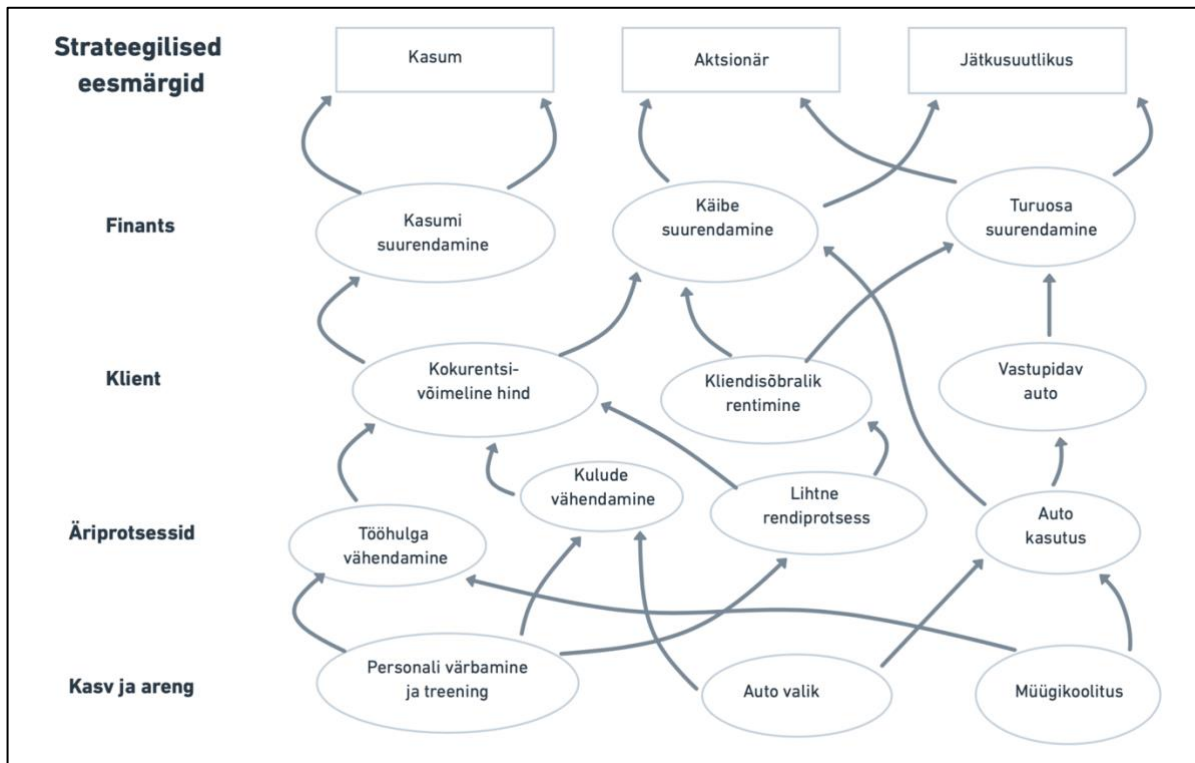 Strateegilised
eesmärgid
Kasum
Aktsionär
Jätkusuutlikus
Finants
Kasumi
suurendamine
Käibe
suurendamine
Turuosa
suurendamine
Klient
Kokurentsi-
võimeline hind
Kliendisõbralik
rentimine
Vastupidav
auto
Äriprotsessid
Tööhulga
vähendamine
Kulude
vähendamine
Lihtne
rendiprotsess
Auto
kasutus
Kasv ja areng
Personali värbamine
ja treening
Auto valik
Müügikoolitus